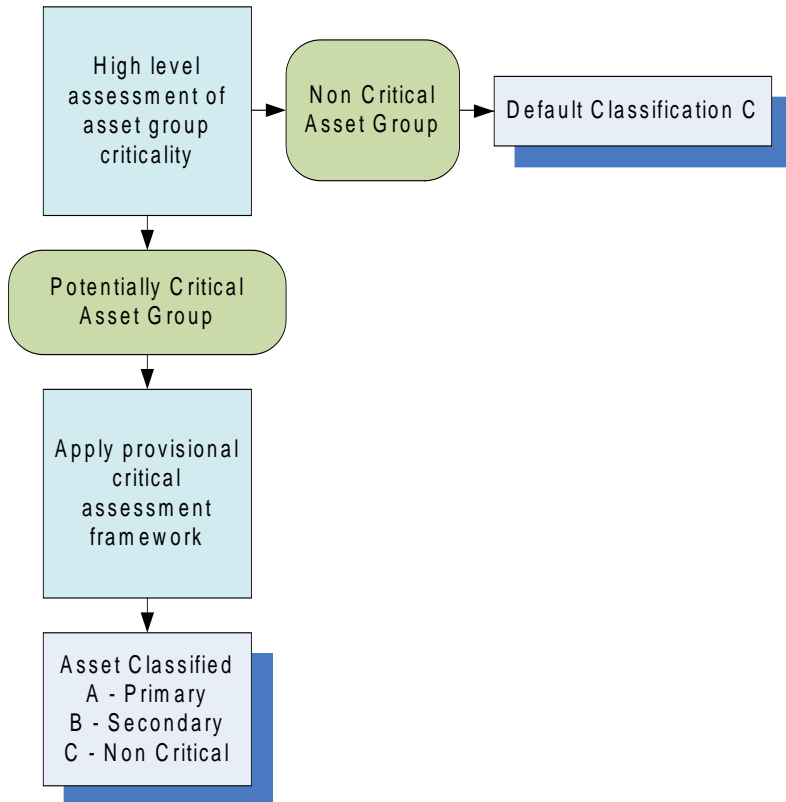 High level
assessment of
asset group
criticality
Non Critical
Asset Group
Default Classification C
Potentially Critical
Asset Group
Apply provisional
critical
assessment
framework
Asset Classified
A - Primary
B - Secondary
C - Non Critical